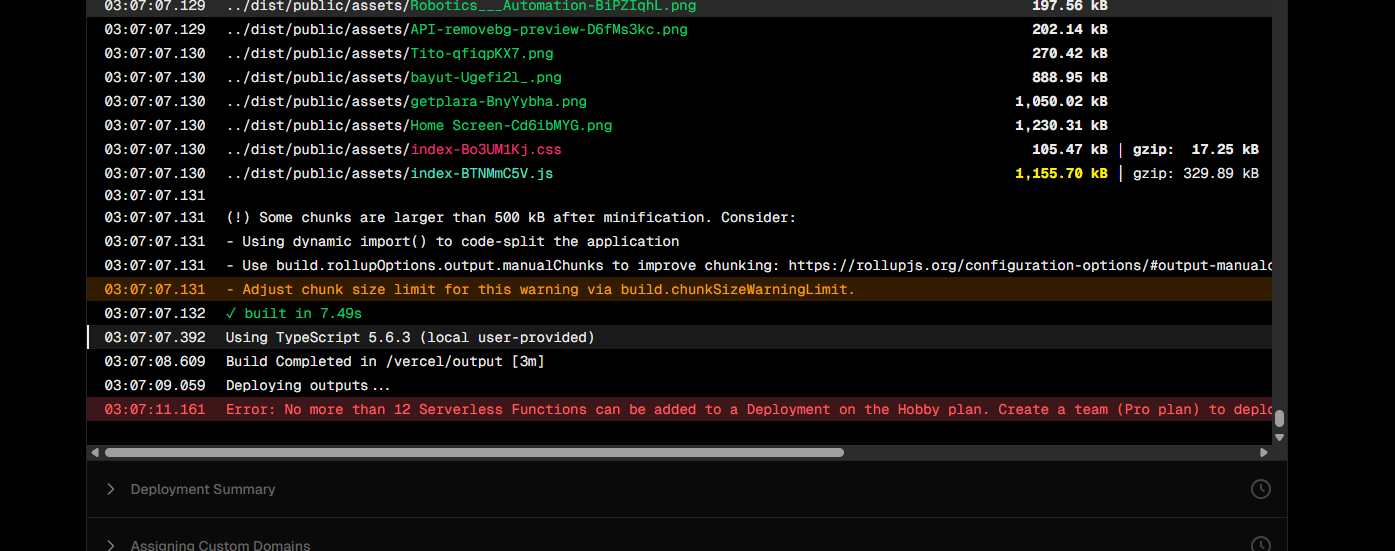 03:07:07.129 ../dist/public/assets/Robotics___Automation-BiPZIqhL.png 197.56 kB
03:07:07.129 ../dist/public/assets/API-removebg-preview-D6fMs3kc.png 202.14 kB
03:07:07.130 ../dist/public/assets/Tito-qfiqpKX7.png 270.42 kB
03:07:07.130 ../dist/public/assets/bayut-Ugefi2l_.png 888.95 kB
03:07:07.130 ../dist/public/assets/getplara-BnyYybha.png 1,050.02 kB
03:07:07.130 ../dist/public/assets/Home Screen-Cd6ibMYG.png 1,230.31 kB
03:07:07.130 ../dist/public/assets/index-Bo3UM1Kj.css 105.47 kB | gzip: 17.25 kB
03:07:07.130 ../dist/public/assets/index-BTNMmC5V.js 1,155.70 kB | gzip: 329.89 kB
03:07:07.131
03:07:07.131 (!) Some chunks are larger than 500 kB after minification. Consider:
03:07:07.131 - Using dynamic import() to code-split the application
03:07:07.131 - Use build.rollupOptions.output.manualChunks to improve chunking: https://rollupjs.org/configuration-options/#output-manualc
03:07:07.131 - Adjust chunk size limit for this warning via build.chunkSizeWarningLimit.
03:07:07.132 ✓ built in 7.49s
03:07:07.392 Using TypeScript 5.6.3 (local user-provided)
03:07:08.609 Build Completed in /vercel/output [3m]
03:07:09.059 Deploying outputs...
03:07:11.161 Error: No more than 12 Serverless Functions can be added to a Deployment on the Hobby plan. Create a team (Pro plan) to deplo
Deployment Summary
Assigning Custom Domains